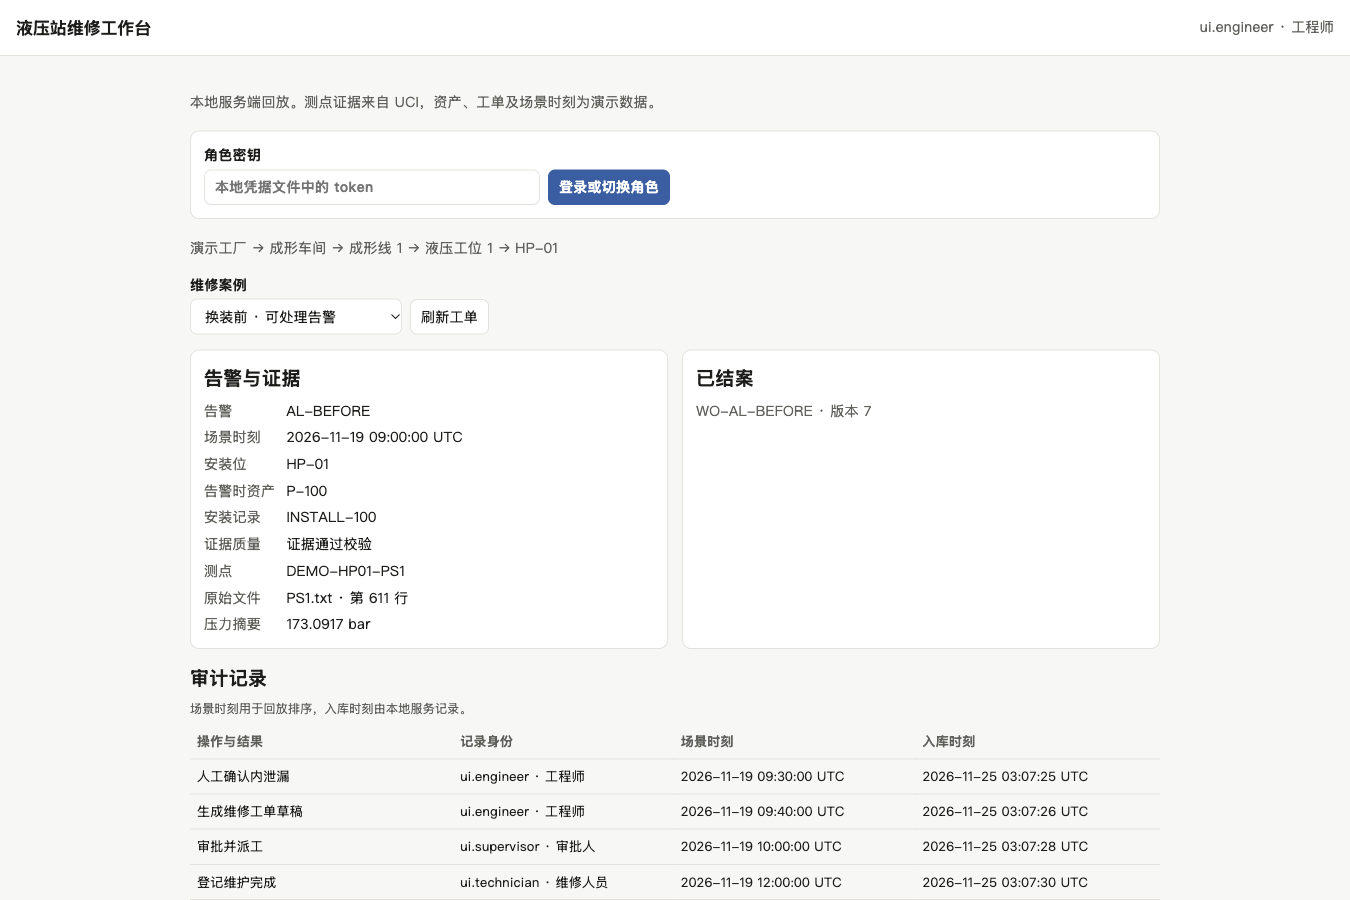 液压站维修工作台
ui.engineer · 工程师
本地服务端回放。测点证据来自 UCI，资产、工单及场景时刻为演示数据。
角色密钥
本地凭据文件中的 token
登录或切换角色
演示工厂 → 成形车间 → 成形线 1 → 液压工位 1 → HP-01
维修案例
换装前 · 可处理告警
刷新工单
告警与证据
告警 AL-BEFORE
场景时刻 2026-11-19 09:00:00 UTC
安装位 HP-01
告警时资产 P-100
安装记录 INSTALL-100
证据质量 证据通过校验
测点 DEMO-HP01-PS1
原始文件 PS1.txt · 第 611 行
压力摘要 173.0917 bar
已结案
WO-AL-BEFORE · 版本 7
审计记录
场景时刻用于回放排序，入库时刻由本地服务记录。
操作与结果 记录身份 场景时刻 入库时刻
人工确认内泄漏 ui.engineer · 工程师 2026-11-19 09:30:00 UTC 2026-11-25 03:07:25 UTC
生成维修工单草稿 ui.engineer · 工程师 2026-11-19 09:40:00 UTC 2026-11-25 03:07:26 UTC
审批并派工 ui.supervisor · 审批人 2026-11-19 10:00:00 UTC 2026-11-25 03:07:28 UTC
登记维护完成 ui.technician · 维修人员 2026-11-19 12:00:00 UTC 2026-11-25 03:07:30 UTC